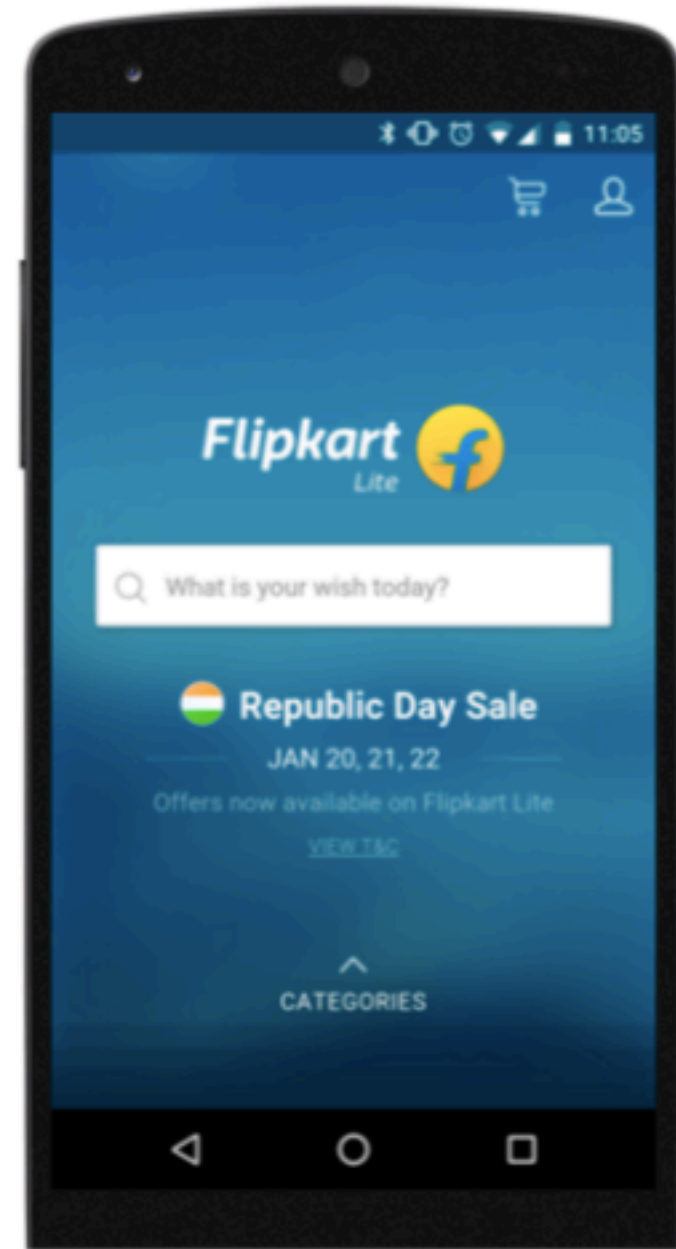 11:05
Flipkart
Lite
What is your wish today?
Republic Day Sale
JAN 20, 21, 22
Offers now available on Flipkart Lite
VIEW T&C
CATEGORIES